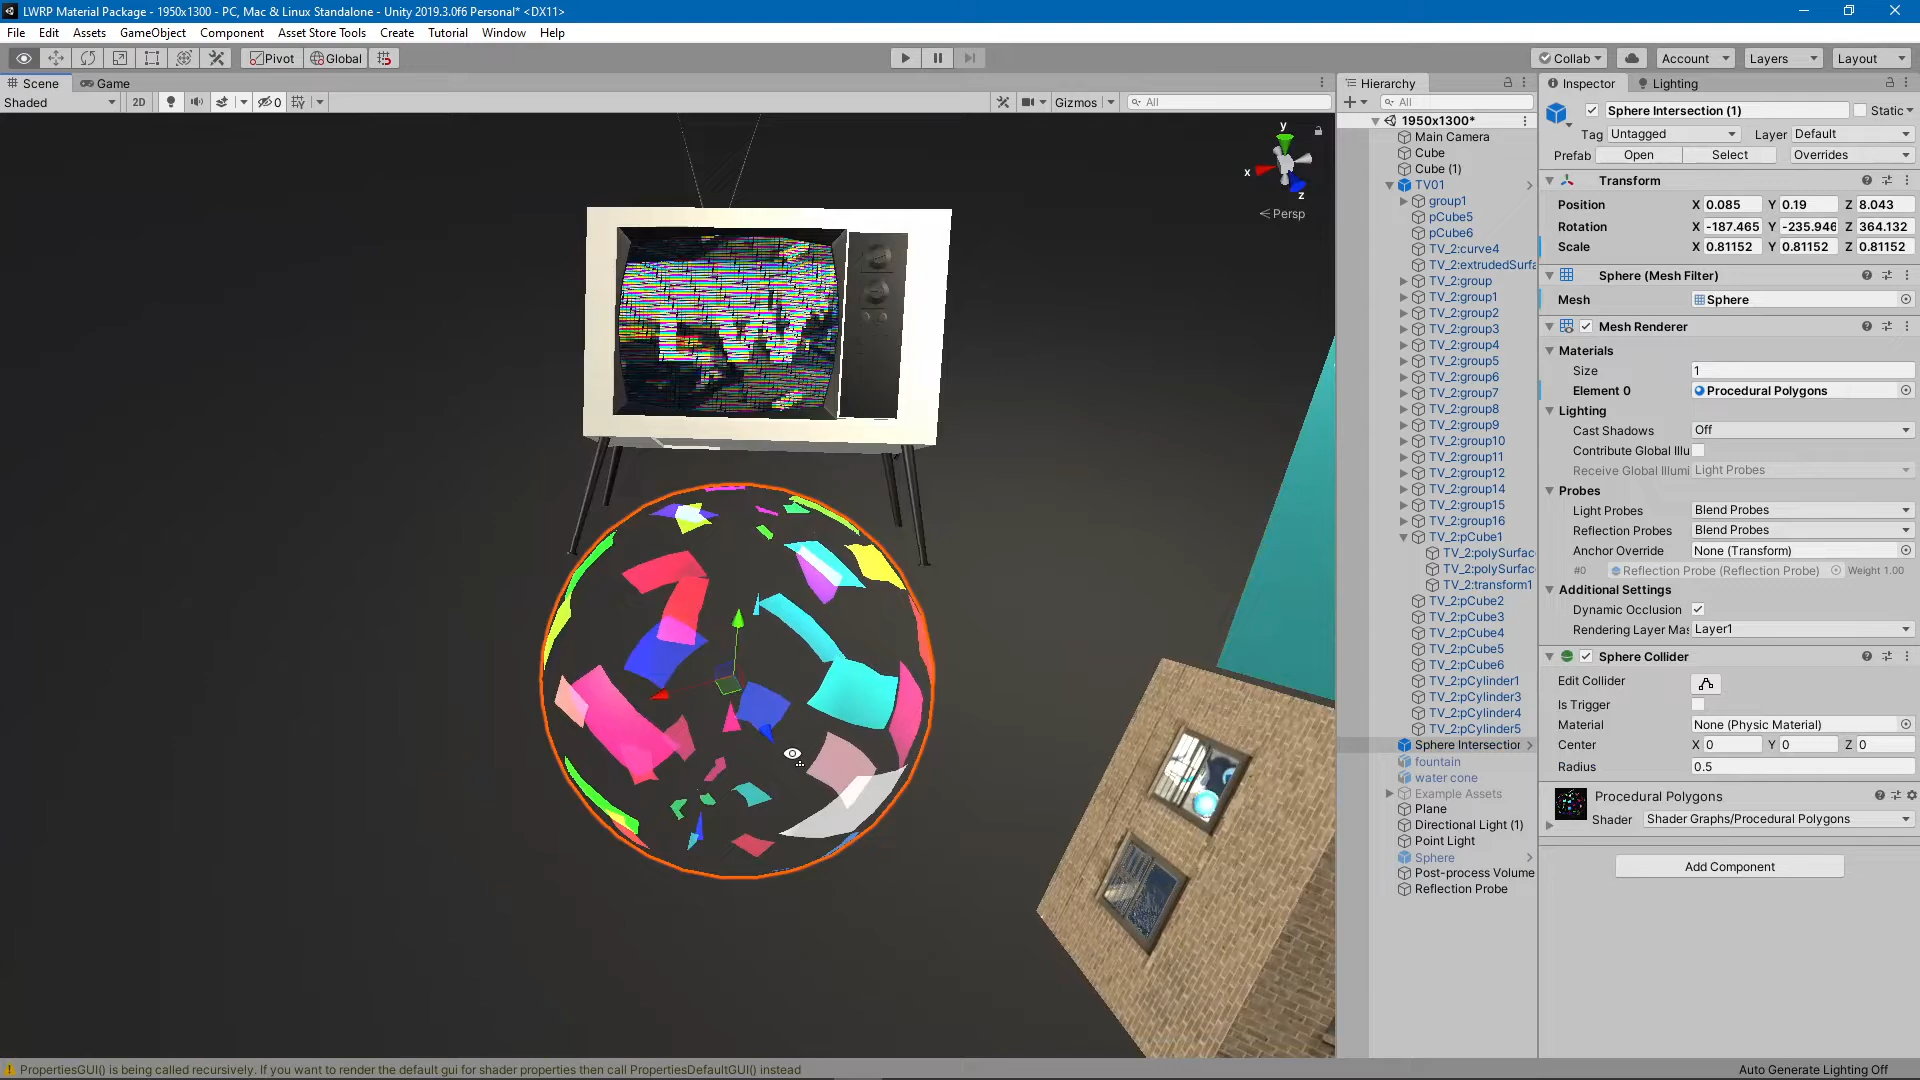 LWRP Material Package - 1950x1300 - PC, Mac & Linux Standalone - Unity 2019.3.0f6 Personal* <DX11>
File Edit Assets GameObject Component Asset Store Tools Create Tutorial Window Help
Pivot Global Collab Account Layers Layout
Scene Game
Shaded 2D 0 Gizmos All
y
x
z
Persp
Hierarchy
All
1950x1300*
Main Camera
Cube
Cube (1)
TV01
group1
pCube5
pCube6
TV_2:curve4
TV_2:extrudedSurfa
TV_2:group
TV_2:group1
TV_2:group2
TV_2:group3
TV_2:group4
TV_2:group5
TV_2:group6
TV_2:group7
TV_2:group8
TV_2:group9
TV_2:group10
TV_2:group11
TV_2:group12
TV_2:group14
TV_2:group15
TV_2:group16
TV_2:pCube1
TV_2:polySurfac
TV_2:polySurfac
TV_2:transform1
TV_2:pCube2
TV_2:pCube3
TV_2:pCube4
TV_2:pCube5
TV_2:pCube6
TV_2:pCylinder1
TV_2:pCylinder3
TV_2:pCylinder4
TV_2:pCylinder5
Sphere Intersection
fountain
water cone
Example Assets
Plane
Directional Light (1)
Point Light
Sphere
Post-process Volume
Reflection Probe
Inspector Lighting
Sphere Intersection (1) Static
Tag Untagged Layer Default
Prefab Open Select Overrides
Transform
Position X 0.085 Y 0.19 Z 8.043
Rotation X -187.465 Y -235.946 Z 364.132
Scale X 0.81152 Y 0.81152 Z 0.81152
Sphere (Mesh Filter)
Mesh Sphere
Mesh Renderer
Materials
Size 1
Element 0 Procedural Polygons
Lighting
Cast Shadows Off
Contribute Global Illu
Receive Global Illumi Light Probes
Probes
Light Probes Blend Probes
Reflection Probes Blend Probes
Anchor Override None (Transform)
#0 Reflection Probe (Reflection Probe) Weight 1.00
Additional Settings
Dynamic Occlusion
Rendering Layer Mas Layer1
Sphere Collider
Edit Collider
Is Trigger
Material None (Physic Material)
Center X 0 Y 0 Z 0
Radius 0.5
Procedural Polygons
Shader Shader Graphs/Procedural Polygons
Add Component
PropertiesGUI() is being called recursively. If you want to render the default gui for shader properties then call PropertiesDefaultGUI() instead
Auto Generate Lighting Off